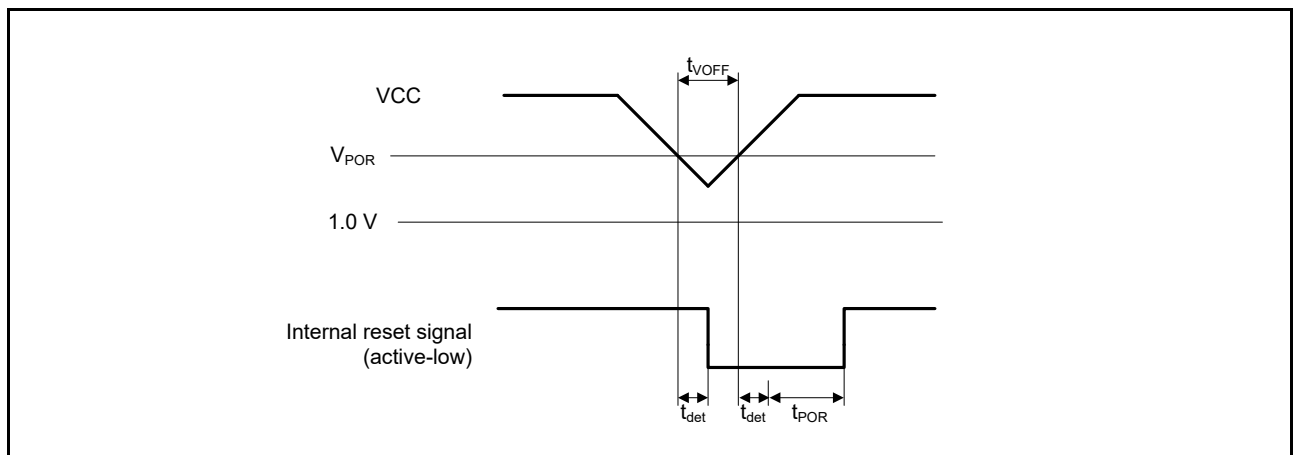 tVOFF
VCC
VPOR
1.0 V
Internal reset signal
(active-low)
tdet
tdet
tPOR